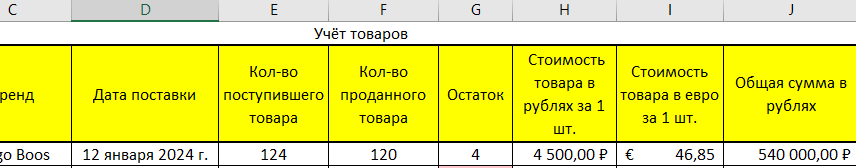 C D E F G H I J
Учёт товаров
ренд
Дата поставки
Кол-во
поступившего
товара
Кол-во
проданного
товара
Остаток
Стоимость
товара в
рублях за 1
шт.
Стоимость
товара в евро
за 1 шт.
Общая сумма в
рублях
go Boos 12 января 2024 г. 124 120 4 4 500,00 ₽ € 46,85 540 000,00 ₽